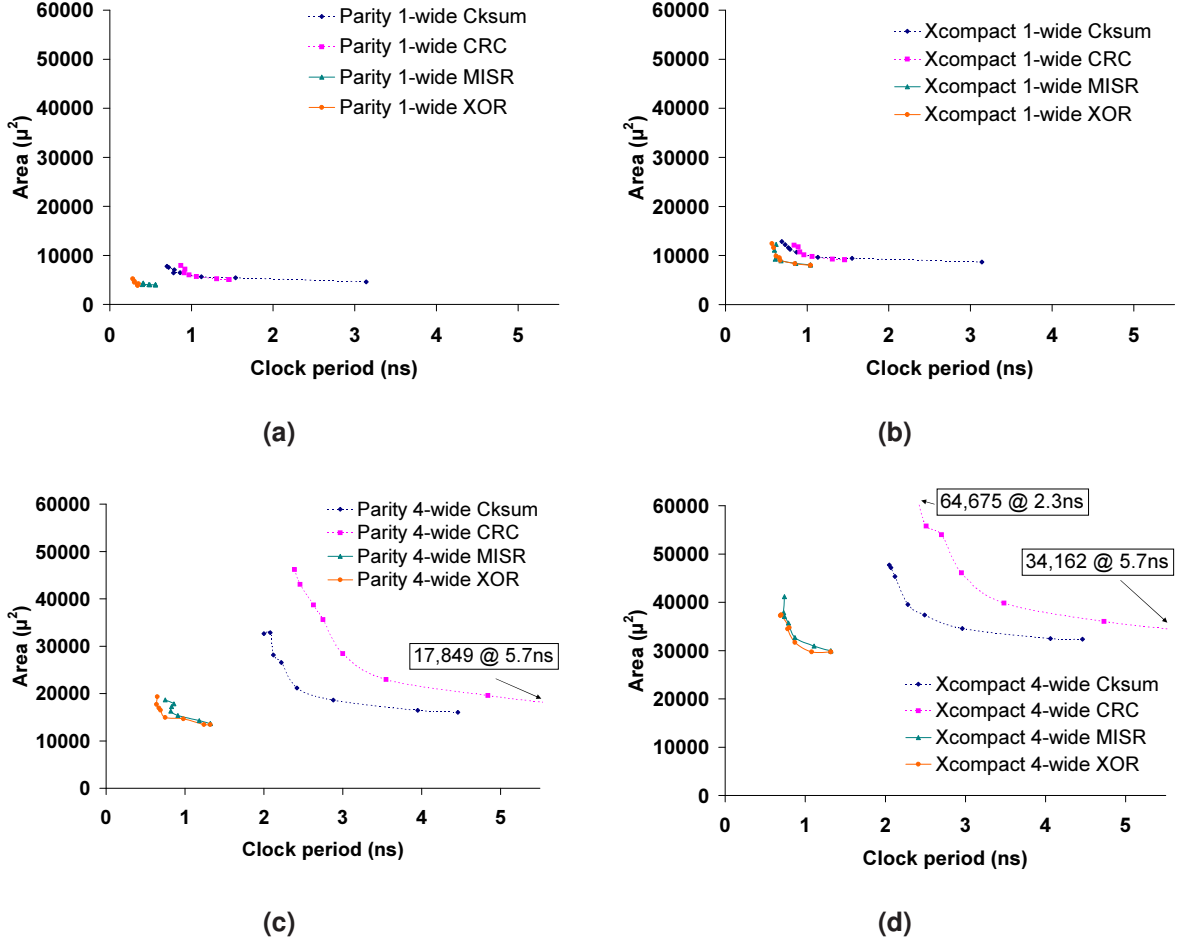 60000
50000
40000
30000
20000
10000
0
Area (µ²)
Parity 1-wide Cksum
Parity 1-wide CRC
Parity 1-wide MISR
Parity 1-wide XOR
0 1 2 3 4 5
Clock period (ns)
(a)
60000
50000
40000
30000
20000
10000
0
Area (µ²)
Xcompact 1-wide Cksum
Xcompact 1-wide CRC
Xcompact 1-wide MISR
Xcompact 1-wide XOR
0 1 2 3 4 5
Clock period (ns)
(b)
60000
50000
40000
30000
20000
10000
0
Area (µ²)
Parity 4-wide Cksum
Parity 4-wide CRC
Parity 4-wide MISR
Parity 4-wide XOR
17,849 @ 5.7ns
0 1 2 3 4 5
Clock period (ns)
(c)
60000
50000
40000
30000
20000
10000
0
Area (µ²)
64,675 @ 2.3ns
34,162 @ 5.7ns
Xcompact 4-wide Cksum
Xcompact 4-wide CRC
Xcompact 4-wide MISR
Xcompact 4-wide XOR
0 1 2 3 4 5
Clock period (ns)
(d)